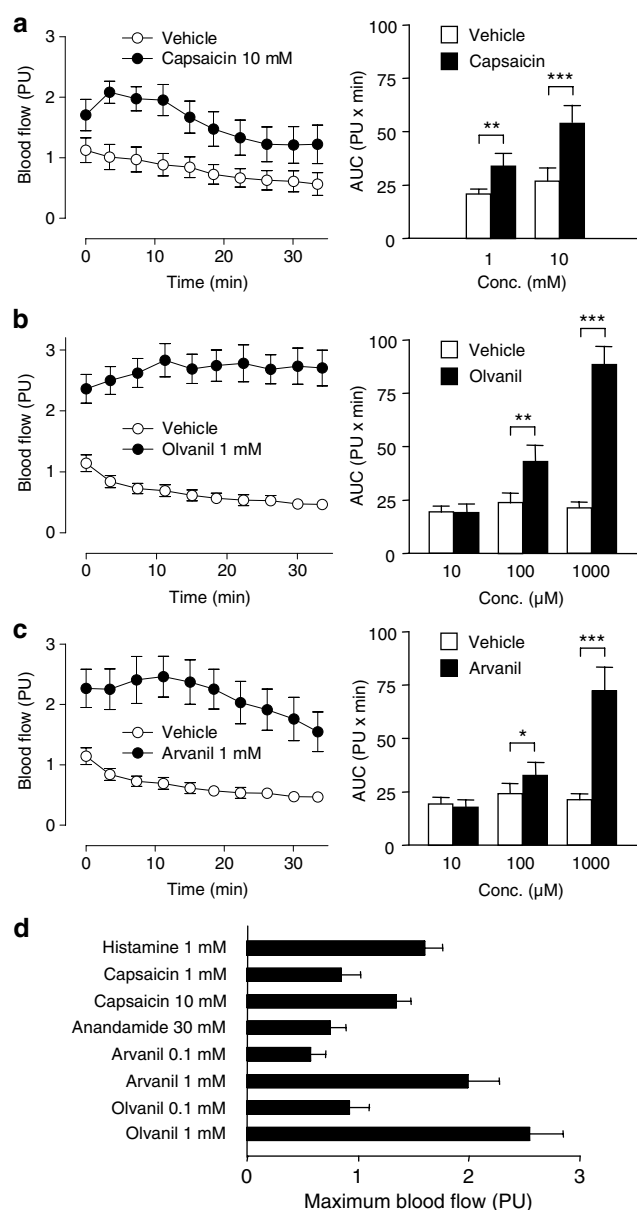 a
Vehicle
Capsaicin 10 mM
Blood flow (PU)
3
2
1
0
0 10 20 30
Time (min)
Vehicle
Capsaicin
AUC (PU x min)
100
75
50
25
0
**
***
1 10
Conc. (mM)
b
Blood flow (PU)
3
2
1
0
Vehicle
Olvanil 1 mM
0 10 20 30
Time (min)
Vehicle
Olvanil
AUC (PU x min)
100
75
50
25
0
**
***
10 100 1000
Conc. (µM)
c
Blood flow (PU)
3
2
1
0
Vehicle
Arvanil 1 mM
0 10 20 30
Time (min)
Vehicle
Arvanil
AUC (PU x min)
100
75
50
25
0
*
***
10 100 1000
Conc. (µM)
d
Histamine 1 mM
Capsaicin 1 mM
Capsaicin 10 mM
Anandamide 30 mM
Arvanil 0.1 mM
Arvanil 1 mM
Olvanil 0.1 mM
Olvanil 1 mM
0 1 2 3
Maximum blood flow (PU)